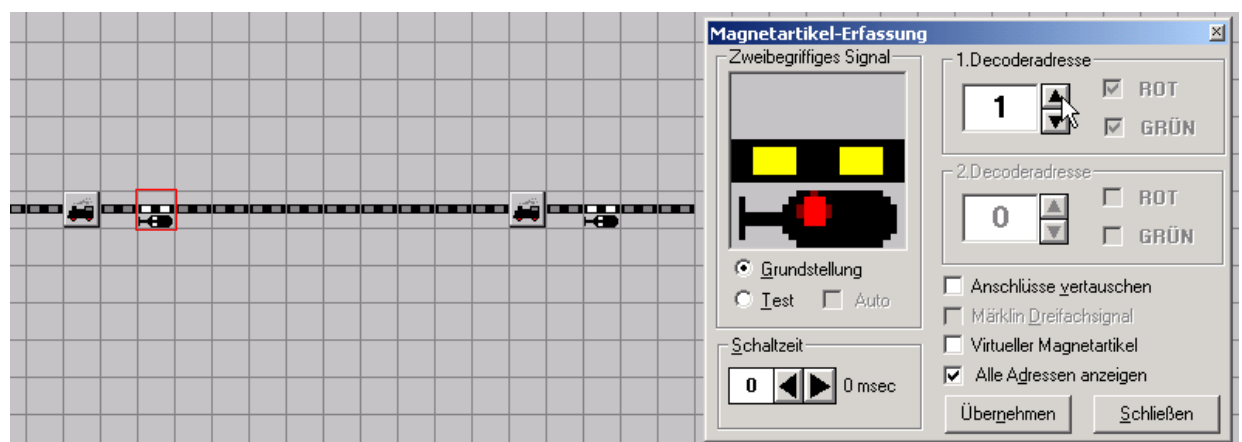 Magnetartikel-Erfassung
Zweibegriffiges Signal
Grundstellung
Test Auto
Schaltzeit
0 0 msec
1.Decoderadresse
1 ROT
GRÜN
2.Decoderadresse
0 ROT
GRÜN
Anschlüsse vertauschen
Märklin Dreifachsignal
Virtueller Magnetartikel
Alle Adressen anzeigen
Übernehmen Schließen